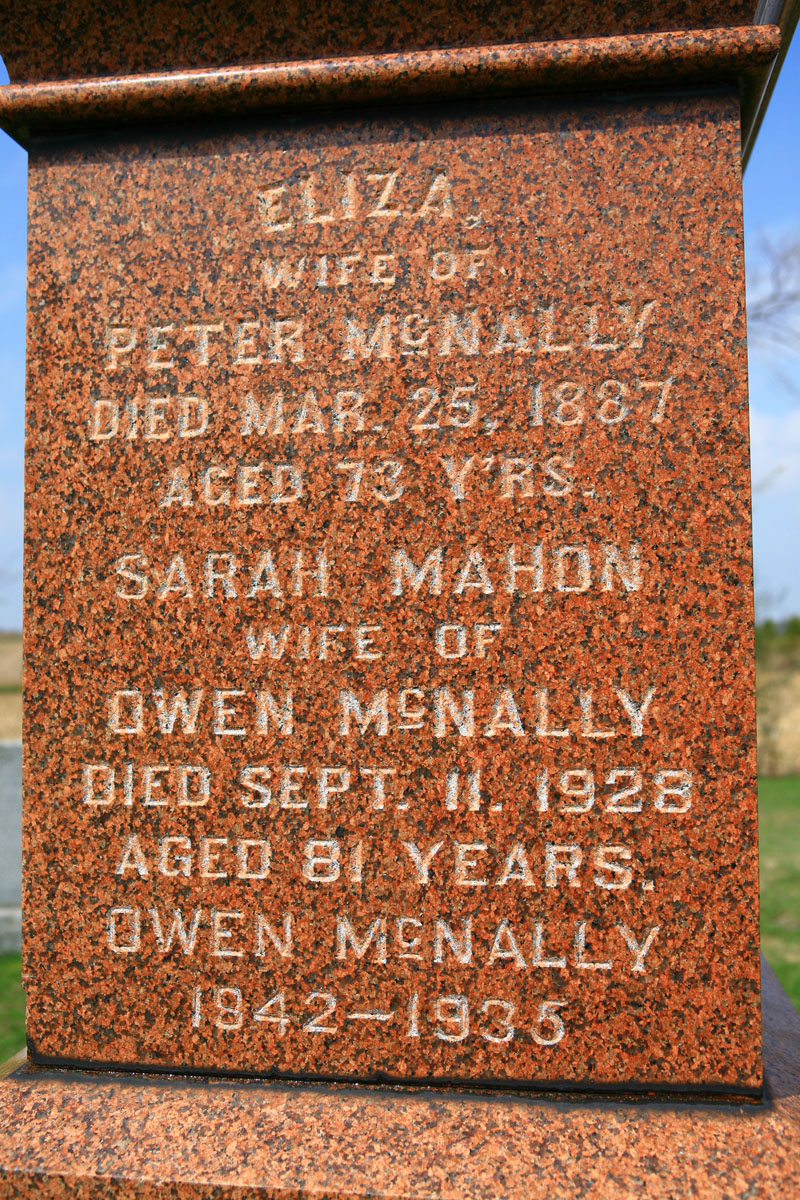 ELIZA,
WIFE OF
PETER McNALLY
DIED MAR. 25, 1887
AGED 73 Y'RS.
SARAH MAHON
WIFE OF
OWEN McNALLY
DIED SEPT. 11. 1928
AGED 81 YEARS.
OWEN McNALLY
1842-1935